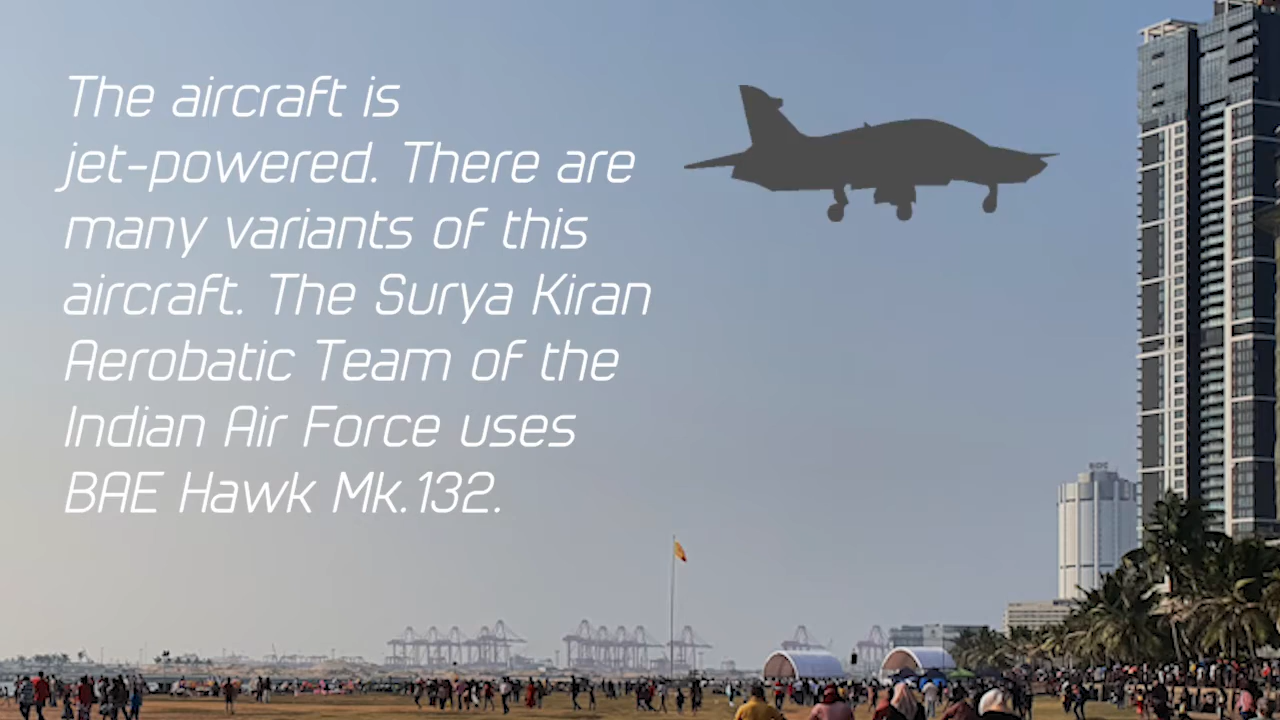 The aircraft is
jet-powered. There are
many variants of this
aircraft. The Surya Kiran
Aerobatic Team of the
Indian Air Force uses
BAE Hawk Mk.132.